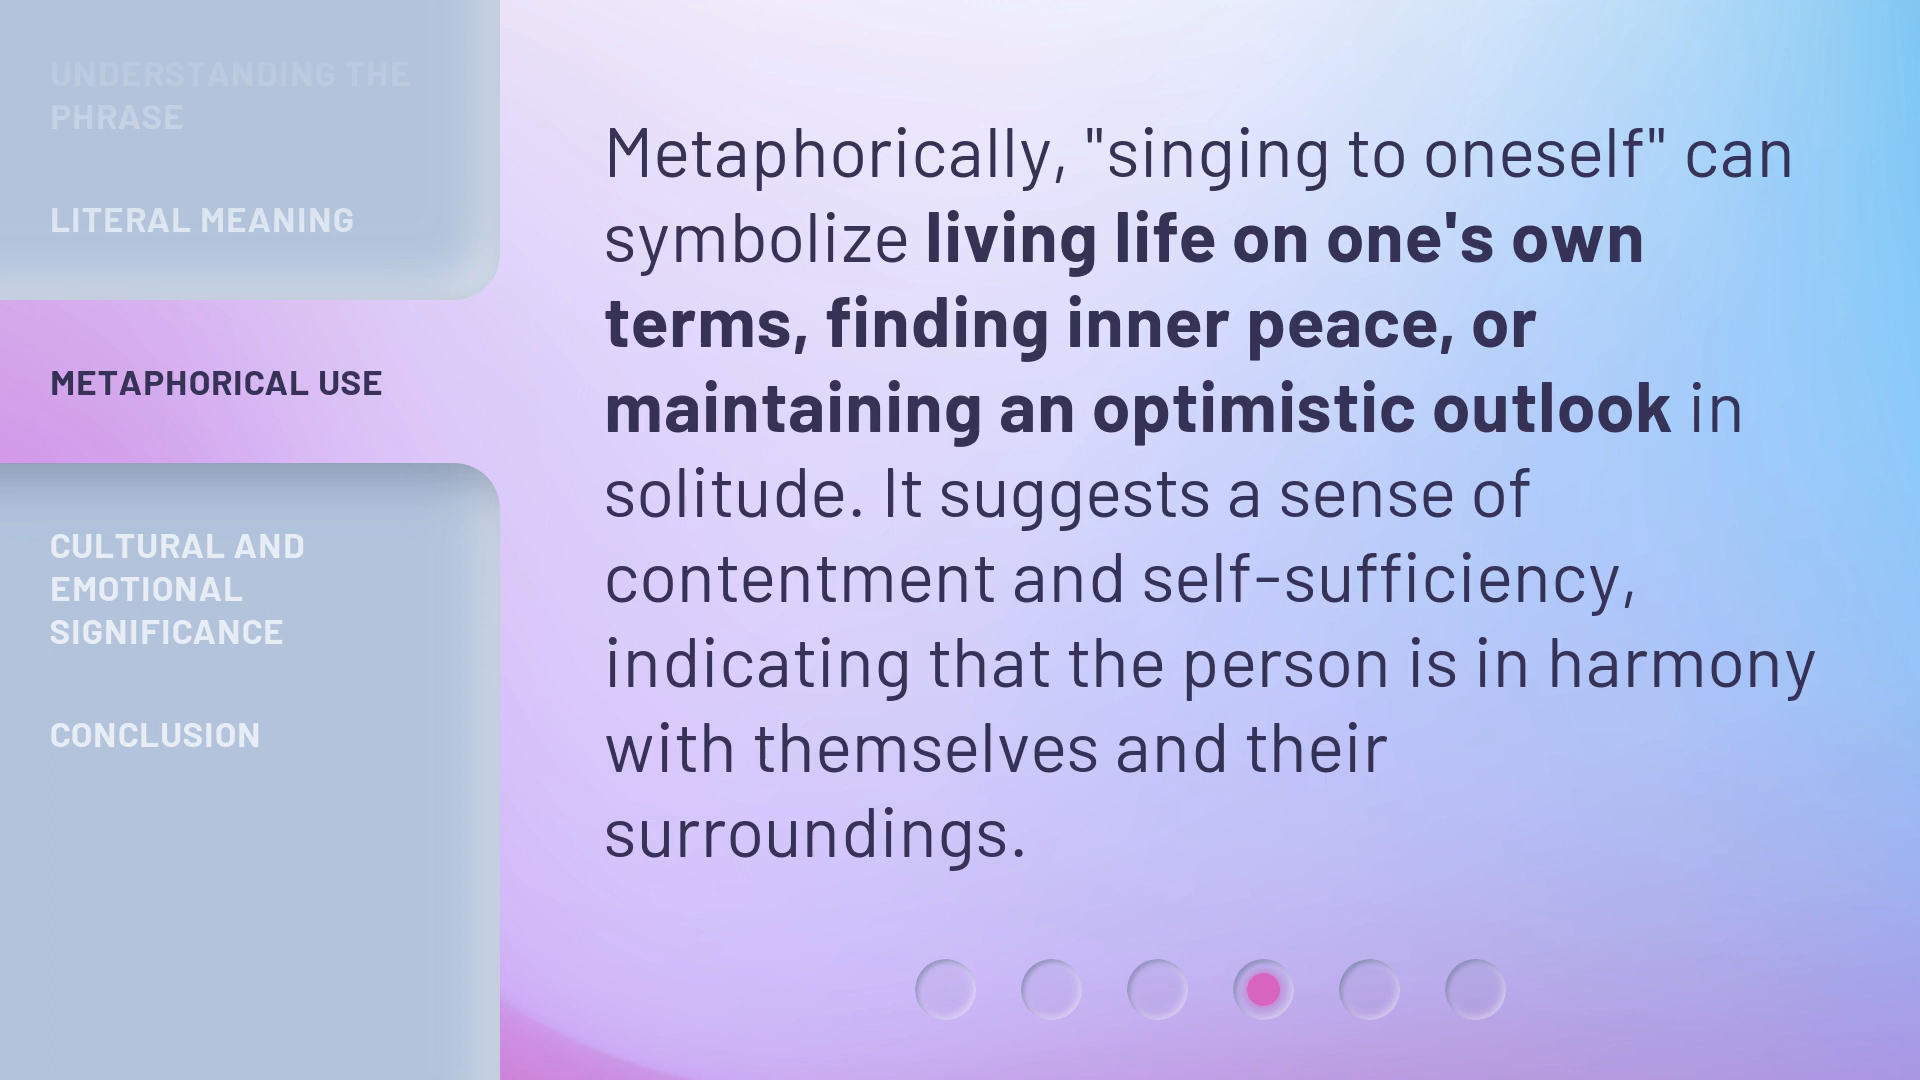 UNDERSTANDING THE
PHRASE
LITERAL MEANING
METAPHORICAL USE
CULTURAL AND
EMOTIONAL
SIGNIFICANCE
CONCLUSION
Metaphorically, "singing to oneself" can
symbolize living life on one's own
terms, finding inner peace, or
maintaining an optimistic outlook in
solitude. It suggests a sense of
contentment and self-sufficiency,
indicating that the person is in harmony
with themselves and their
surroundings.